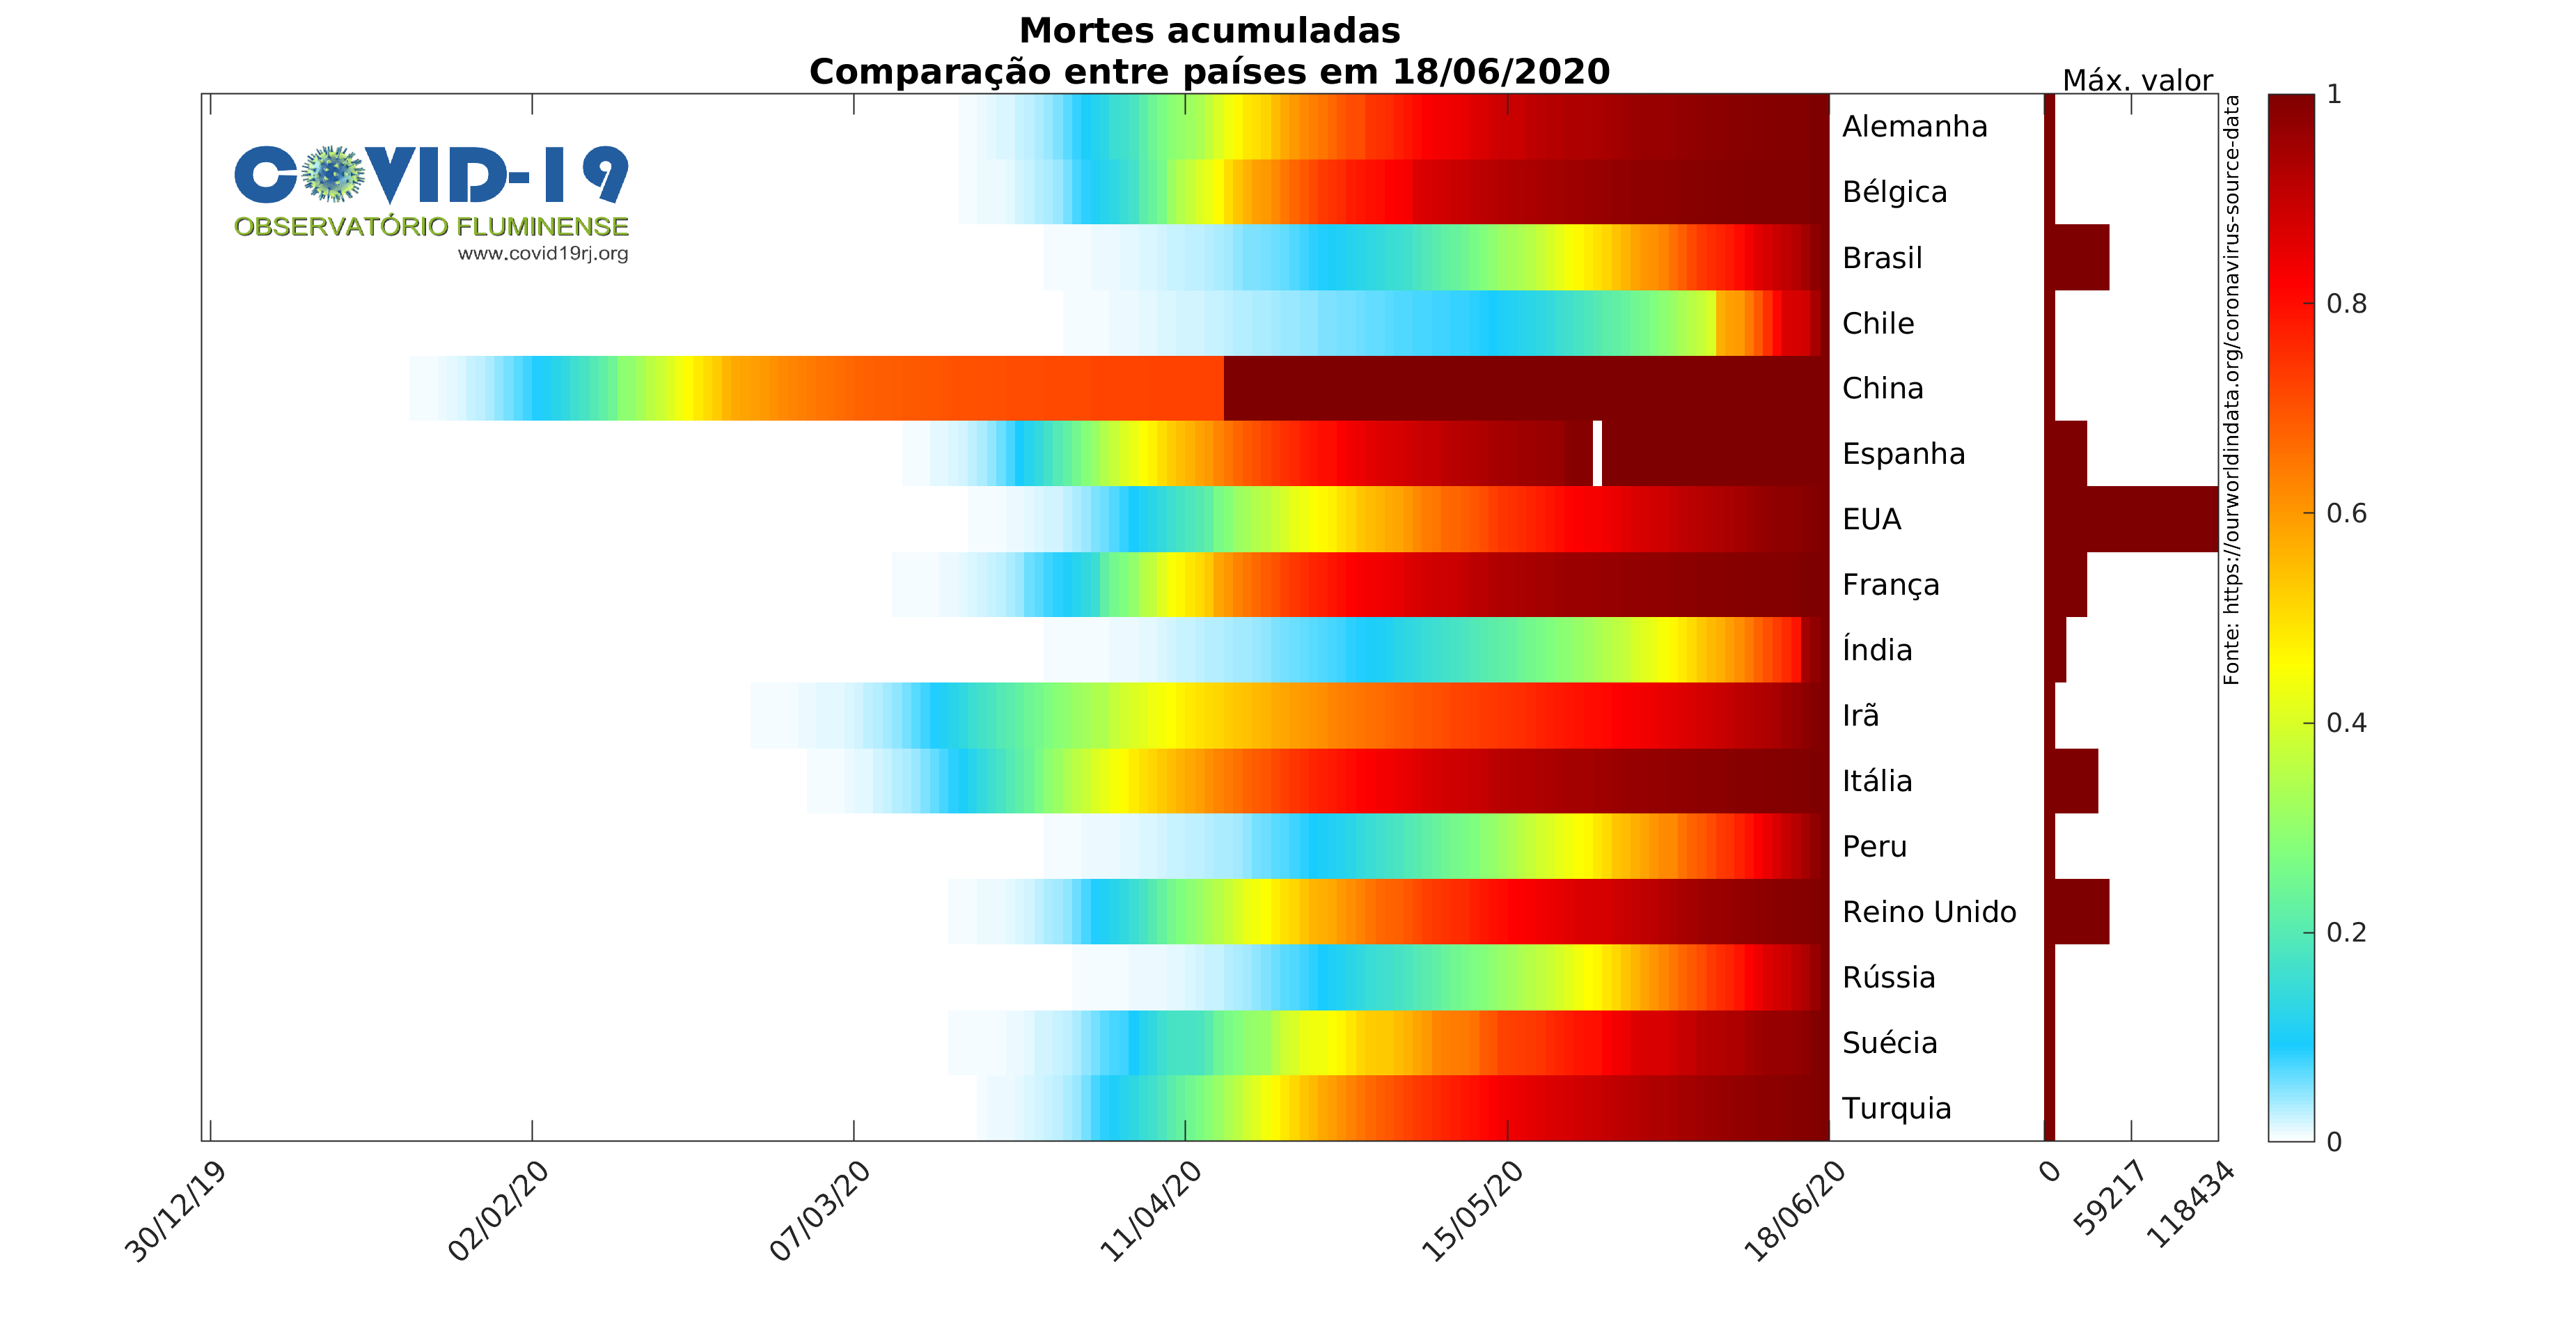 Mortes acumuladas
Comparação entre países em 18/06/2020
Máx. valor
COVID-19
OBSERVATÓRIO FLUMINENSE
www.covid19rj.org
Alemanha
Bélgica
Brasil
Chile
China
Espanha
EUA
França
Índia
Irã
Itália
Peru
Reino Unido
Rússia
Suécia
Turquia
Fonte: https://ourworldindata.org/coronavirus-source-data
1
0.8
0.6
0.4
0.2
0
30/12/19
02/02/20
07/03/20
11/04/20
15/05/20
18/06/20
0
59217
118434